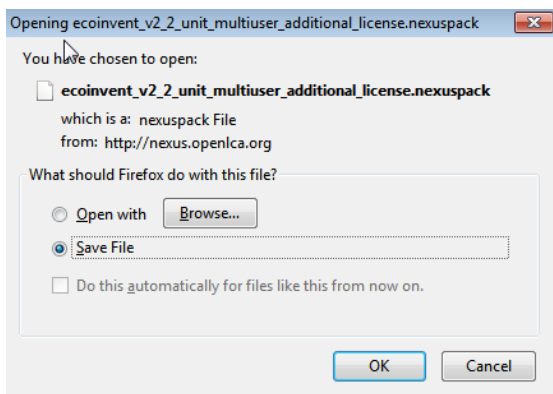 Opening ecoinvent_v2_2_unit_multiuser_additional_license.nexuspack
You have chosen to open:
ecoinvent_v2_2_unit_multiuser_additional_license.nexuspack
which is a: nexuspack File
from: http://nexus.openlca.org
What should Firefox do with this file?
Open with Browse...
Save File
Do this automatically for files like this from now on.
OK Cancel